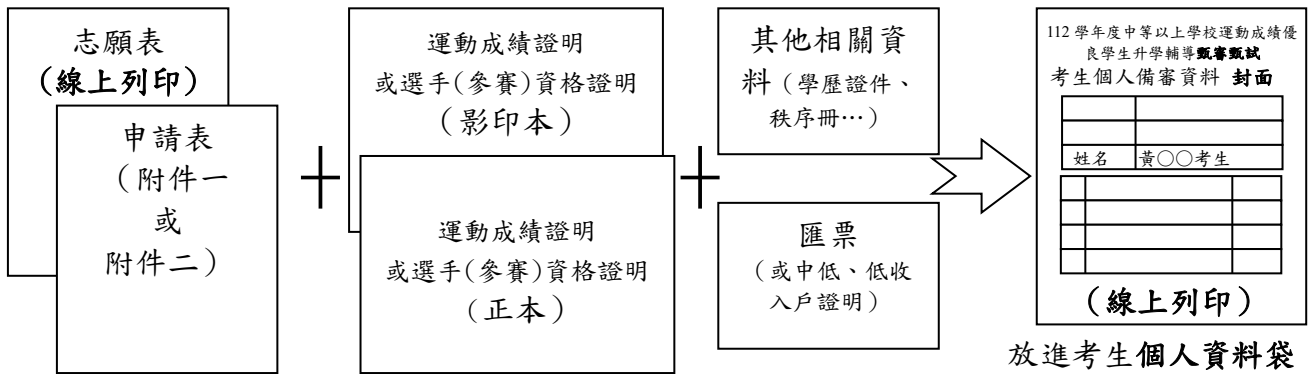 志願表
(線上列印)
申請表
（附件一
或
附件二）
運動成績證明
或選手(參賽)資格證明
（影印本）
運動成績證明
或選手(參賽)資格證明
（正本）
其他相關資
料（學歷證件、
秩序冊…）
匯票
（或中低、低收
入戶證明）
112 學年度中等以上學校運動成績優
良學生升學輔導甄審甄試
考生個人備審資料 封面
姓名 黃○○考生
(線上列印)
放進考生個人資料袋